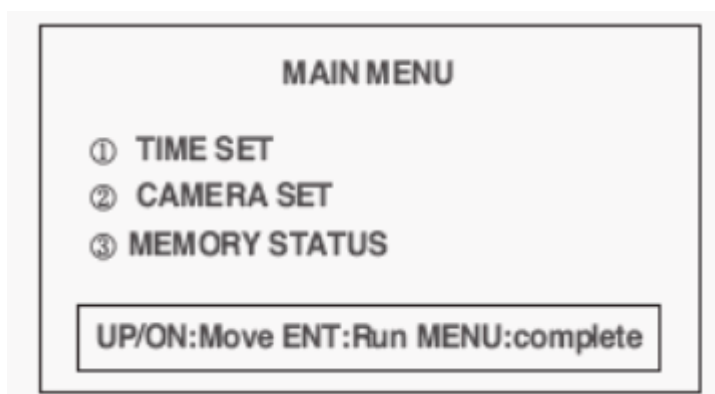 MAIN MENU
① TIME SET
② CAMERA SET
③ MEMORY STATUS
UP/ON:Move ENT:Run MENU:complete